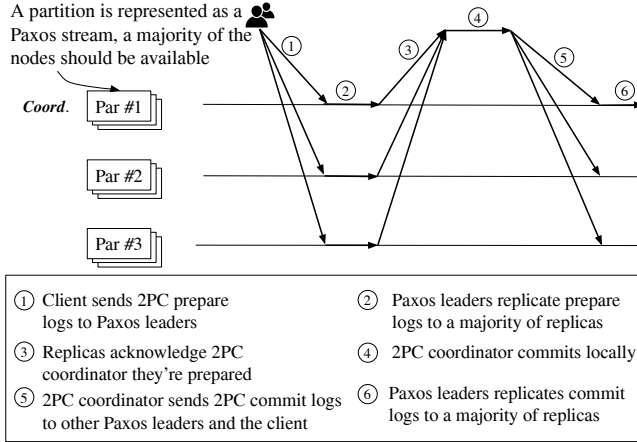 A partition is represented as a
Paxos stream, a majority of the
nodes should be available
① ③ ④ ⑤
Coord. Par #1 ② ⑥
Par #2
Par #3
① Client sends 2PC prepare
logs to Paxos leaders
② Paxos leaders replicate prepare
logs to a majority of replicas
③ Replicas acknowledge 2PC
coordinator they're prepared
④ 2PC coordinator commits locally
⑤ 2PC coordinator sends 2PC commit logs
to other Paxos leaders and the client
⑥ Paxos leaders replicates commit
logs to a majority of replicas